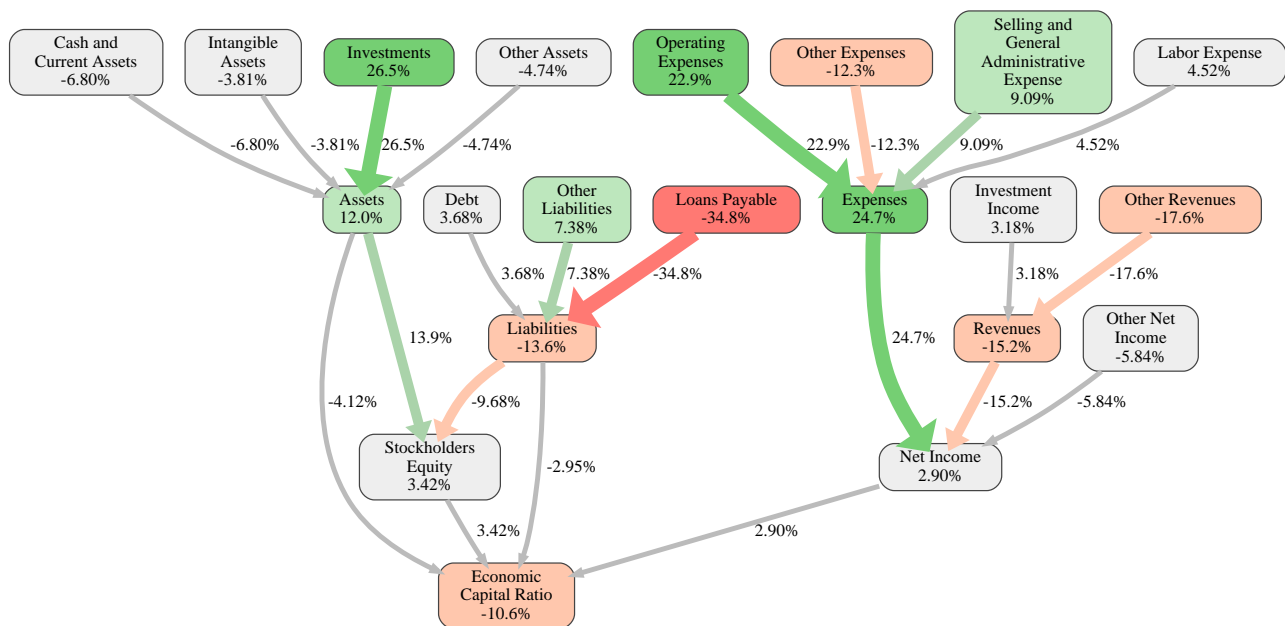 Cash and
Current Assets
-6.80%
Intangible
Assets
-3.81%
Investments
26.5%
Other Assets
-4.74%
Operating
Expenses
22.9%
Other Expenses
-12.3%
Selling and
General
Administrative
Expense
9.09%
Labor Expense
4.52%
-6.80%
-3.81%
26.5%
-4.74%
22.9%
-12.3%
9.09%
4.52%
Assets
12.0%
Debt
3.68%
Other
Liabilities
7.38%
Loans Payable
-34.8%
Expenses
24.7%
Investment
Income
3.18%
Other Revenues
-17.6%
3.68%
7.38%
-34.8%
3.18%
-17.6%
13.9%
Liabilities
-13.6%
24.7%
Revenues
-15.2%
Other Net
Income
-5.84%
-4.12%
-9.68%
-2.95%
-15.2%
-5.84%
Stockholders
Equity
3.42%
Net Income
2.90%
3.42%
2.90%
Economic
Capital Ratio
-10.6%